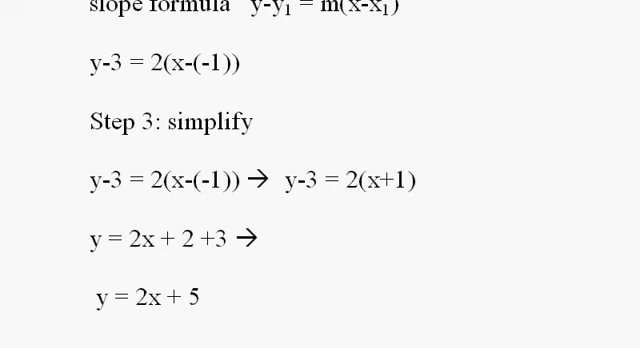 slope formula y-y₁ = m(x-x₁)
y-3 = 2(x-(-1))
Step 3: simplify
y-3 = 2(x-(-1)) → y-3 = 2(x+1)
y = 2x + 2 +3 →
y = 2x + 5